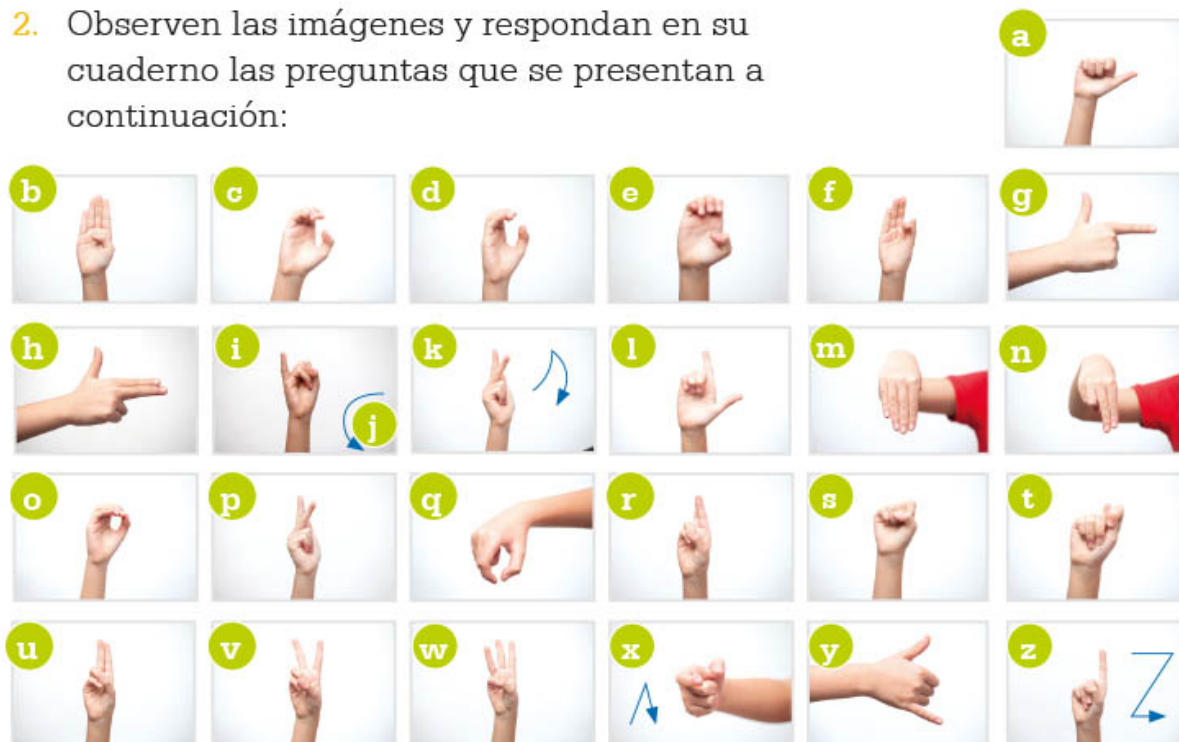 2. Observen las imágenes y respondan en su
cuaderno las preguntas que se presentan a
continuación:
a
b c d e f g
h i j k l m n
o p q r s t
u v w x y z